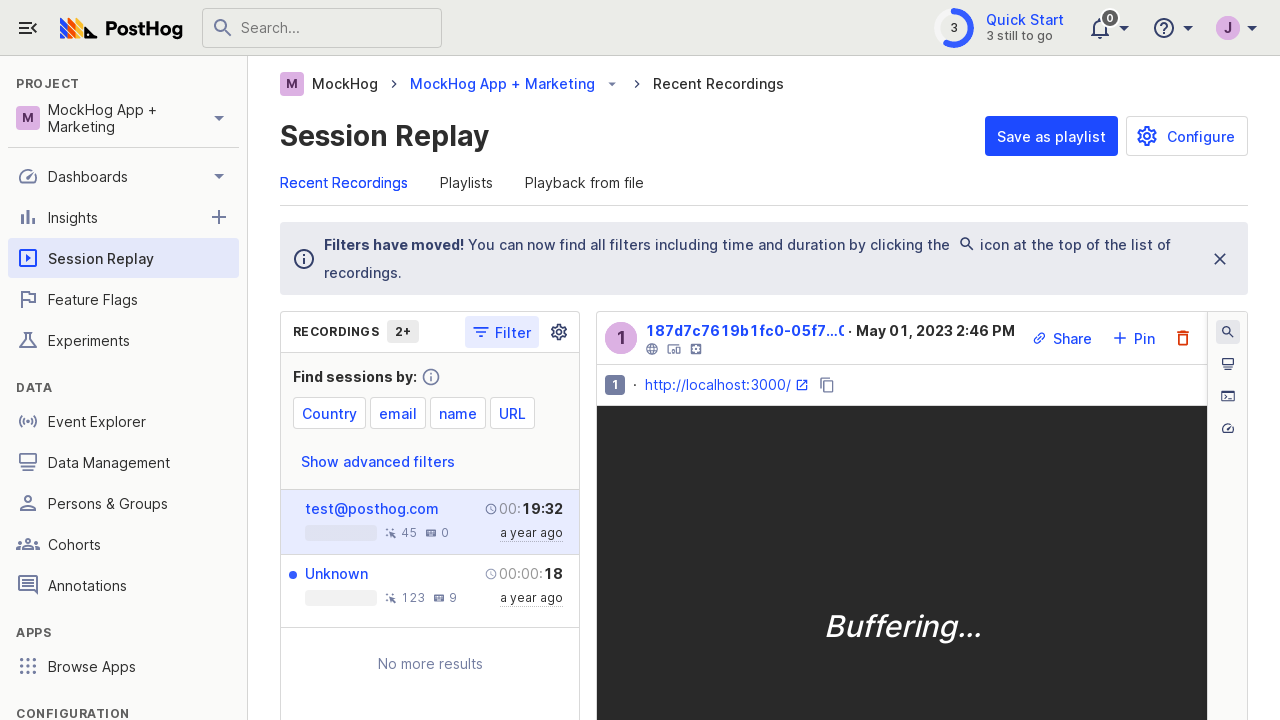 PostHog
Search...
3
Quick Start
3 still to go
0
J
PROJECT
M
MockHog App +
Marketing
Dashboards
Insights
Session Replay
Feature Flags
Experiments
DATA
Event Explorer
Data Management
Persons & Groups
Cohorts
Annotations
APPS
Browse Apps
CONFIGURATION
M MockHog > MockHog App + Marketing > Recent Recordings
Session Replay
Save as playlist
Configure
Recent Recordings Playlists Playback from file
Filters have moved! You can now find all filters including time and duration by clicking the icon at the top of the list of
recordings.
RECORDINGS 2+ Filter
Find sessions by:
Country email name URL
Show advanced filters
test@posthog.com 00:19:32
45 0 a year ago
Unknown 00:00:18
123 9 a year ago
No more results
1 187d7c7619b1fc0-05f7...0 · May 01, 2023 2:46 PM
Share Pin
1 · http://localhost:3000/
Buffering...